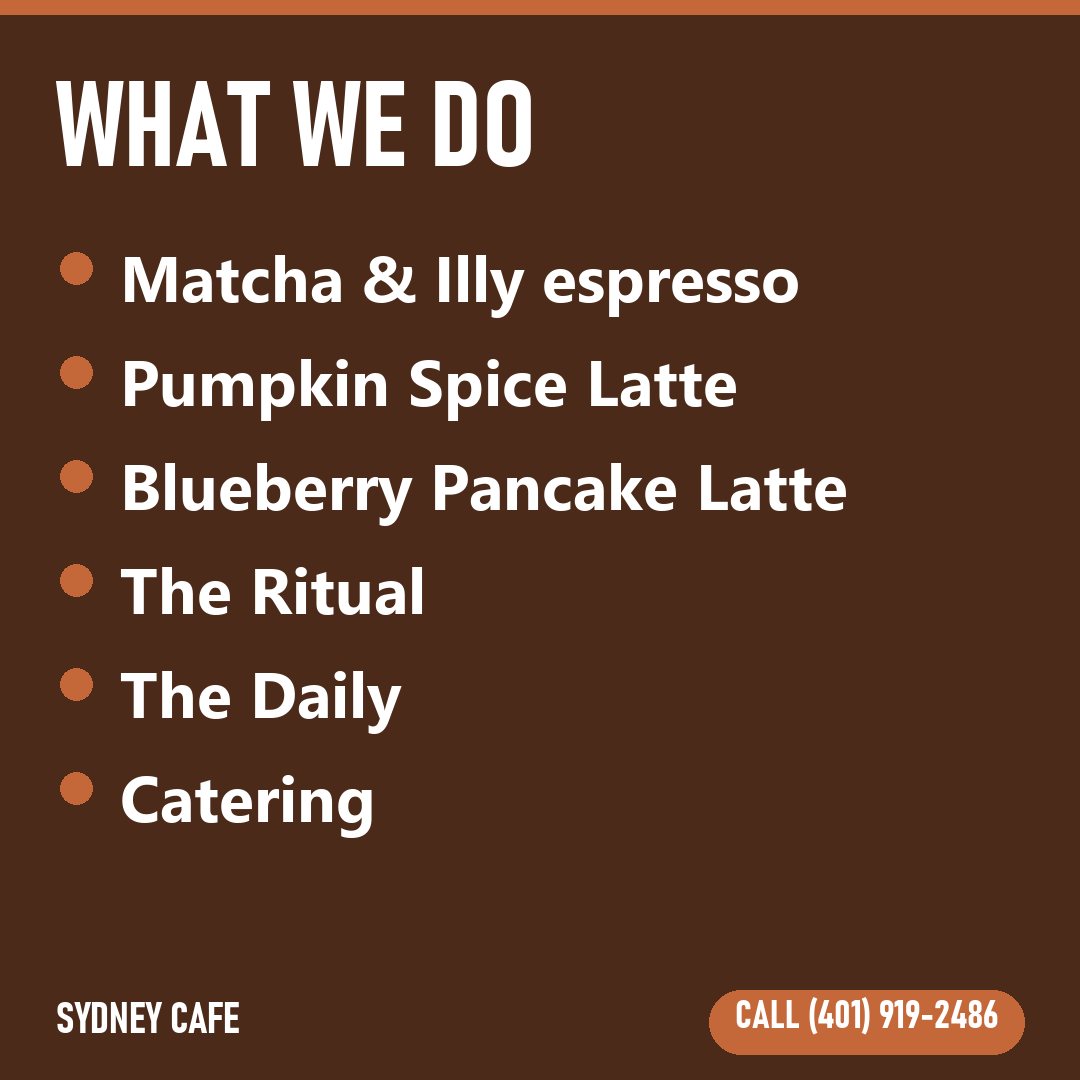 WHAT WE DO
Matcha & Illy espresso
Pumpkin Spice Latte
Blueberry Pancake Latte
The Ritual
The Daily
Catering
SYDNEY CAFE
CALL (401) 919-2486